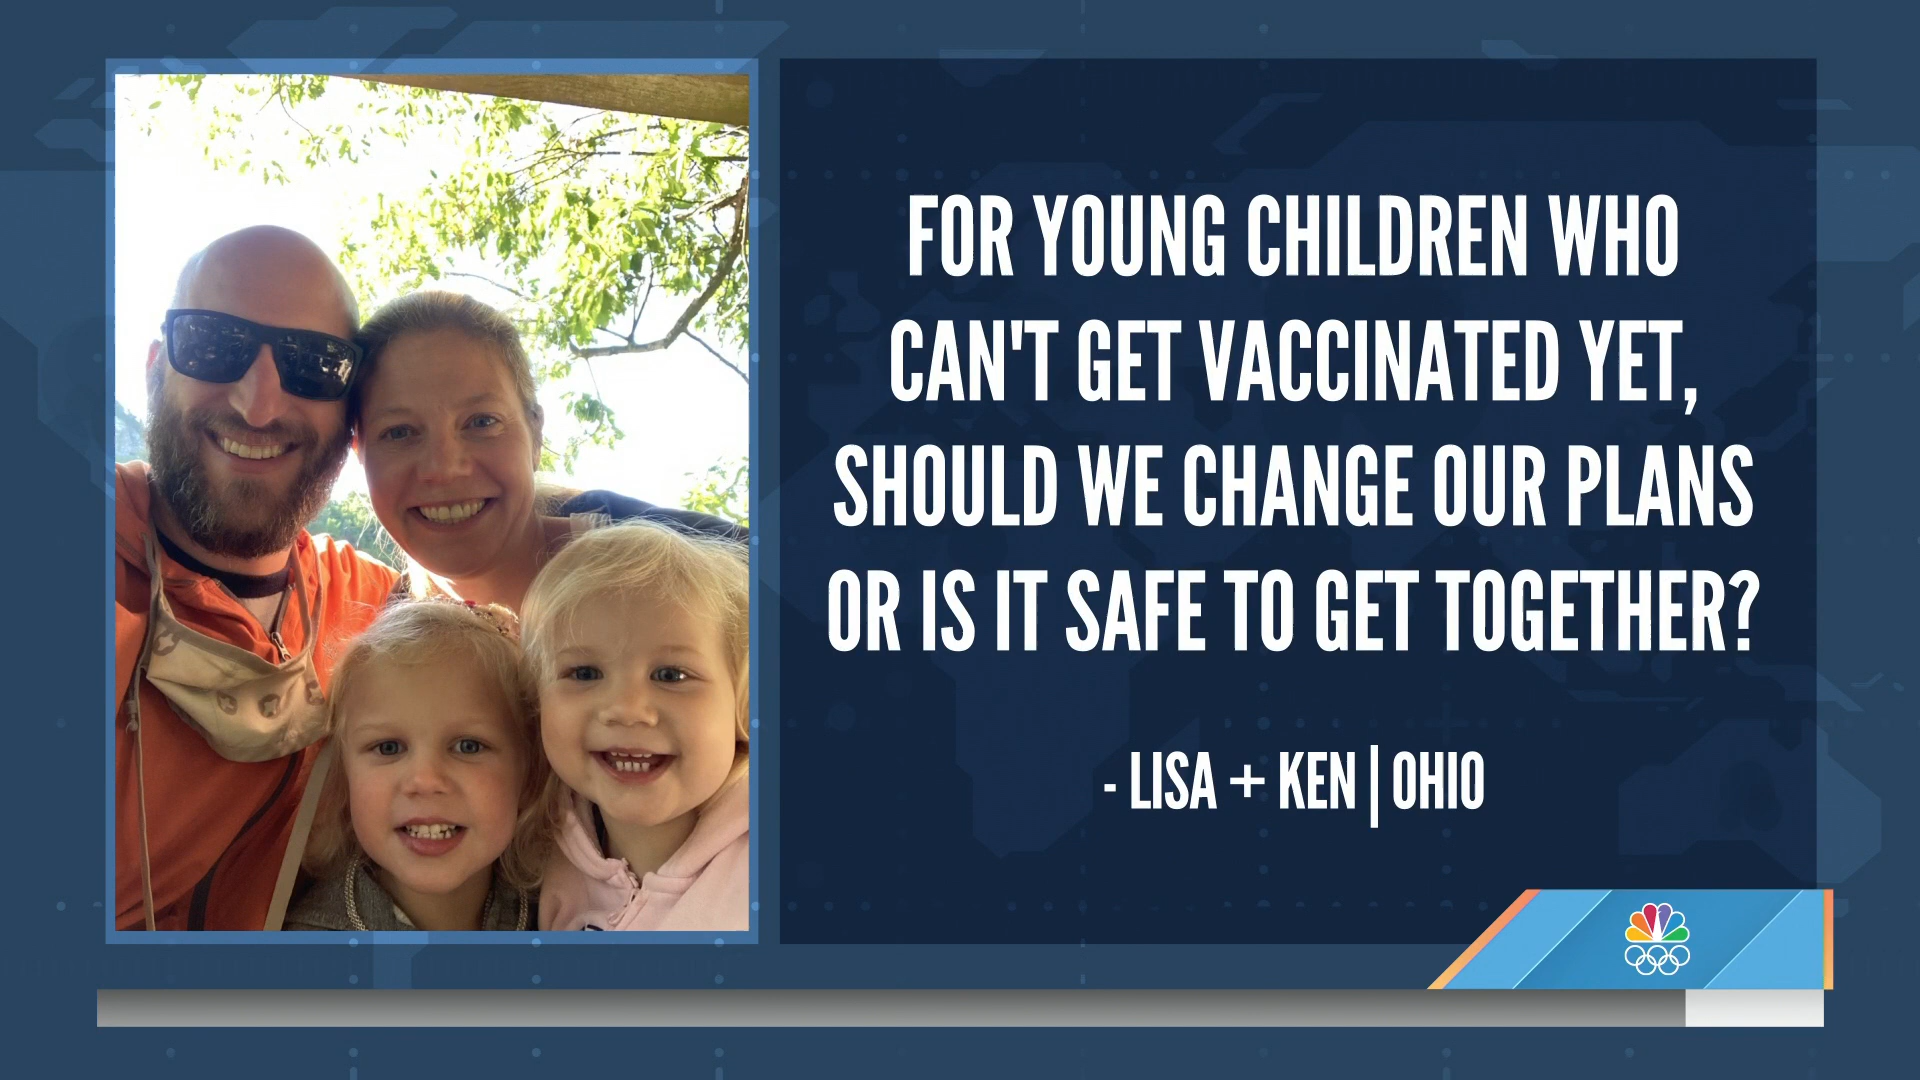 FOR YOUNG CHILDREN WHO
CAN'T GET VACCINATED YET,
SHOULD WE CHANGE OUR PLANS
OR IS IT SAFE TO GET TOGETHER?
- LISA + KEN | OHIO